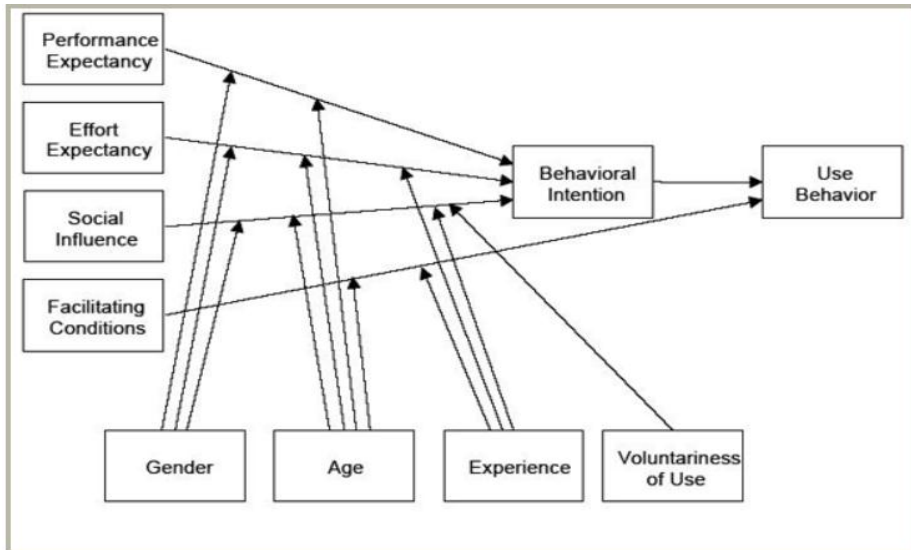 Performance
Expectancy
Effort
Expectancy
Social
Influence
Facilitating
Conditions
Behavioral
Intention
Use
Behavior
Gender
Age
Experience
Voluntariness
of Use